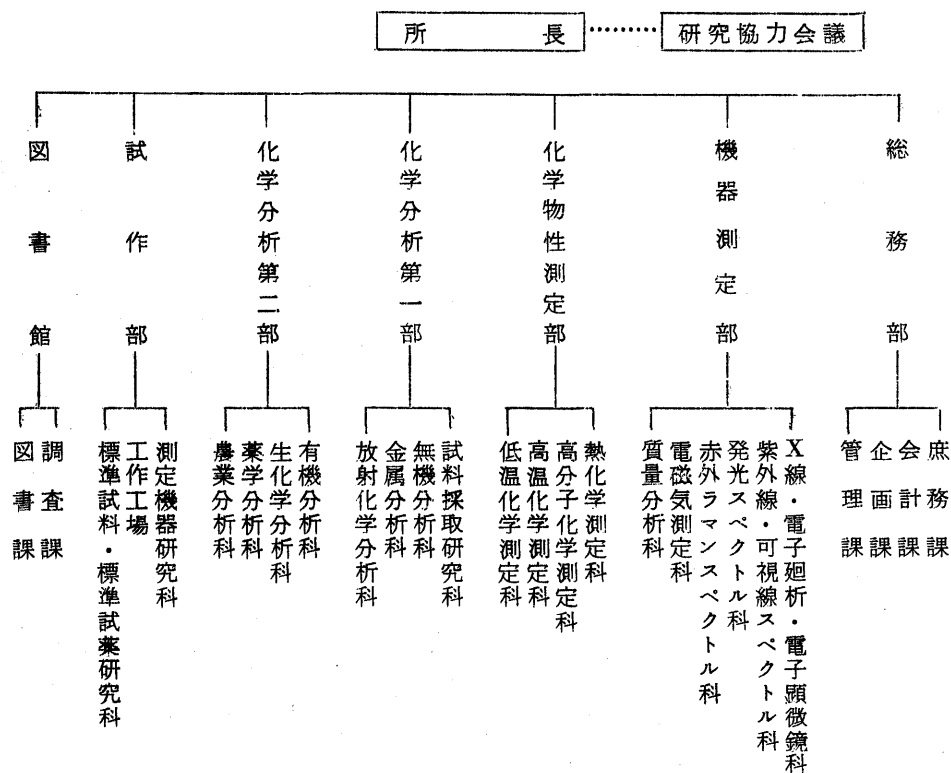 所長
研究協力会議
総務部
庶務課
会計課
企画課
管理課
機器測定部
X線・電子廻析・電子顕微鏡科
紫外線・可視線スペクトル科
発光スペクトル科
赤外ラマンスペクトル科
電磁気測定科
質量分析科
化学物性測定部
熱化学測定科
高分子化学測定科
高温化学測定科
低温化学測定科
化学分析第一部
試料採取研究科
無機分析科
金属分析科
放射化学分析科
化学分析第二部
有機分析科
生化学分析科
薬学分析科
農業分析科
試作部
測定機器研究科
工作工場
標準試料・標準試薬研究科
図書館
調査課
図書課